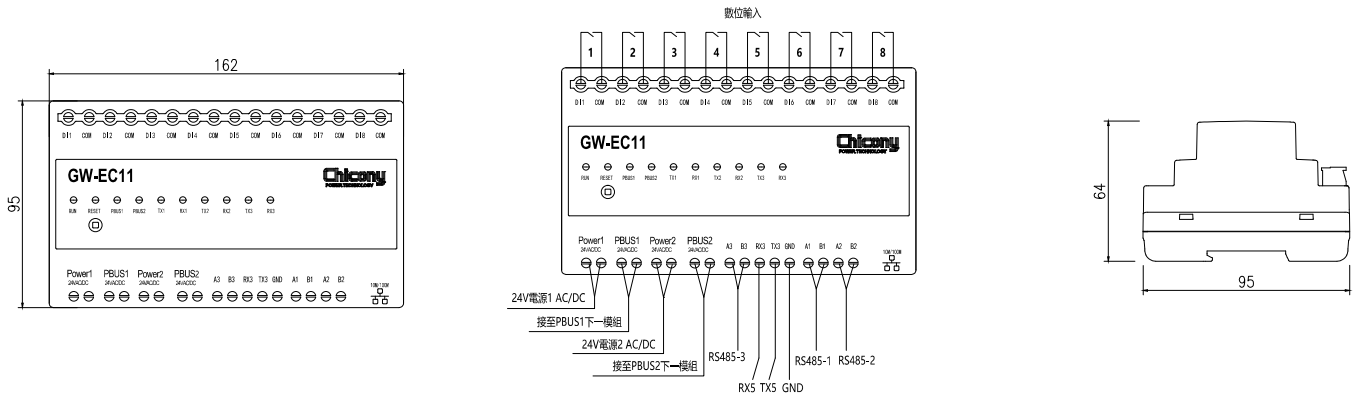 162
95
DI1 COM DI2 COM DI3 COM DI4 COM DI5 COM DI6 COM DI7 COM DI8 COM
GW-EC11
Chicony
POWER TECHNOLOGY
RUN RESET PBUS1 PBUS2 TX1 RX1 TX2 RX2 TX3 RX3
Power1 PBUS1 Power2 PBUS2
24VAC/DC 24VAC/DC 24VAC/DC 24VAC/DC
A3 B3 RX3 TX3 GND A1 B1 A2 B2
10M/100M
數位輸入
1 2 3 4 5 6 7 8
DI1 COM DI2 COM DI3 COM DI4 COM DI5 COM DI6 COM DI7 COM DI8 COM
GW-EC11
Chicony
POWER TECHNOLOGY
RUN RESET PBUS1 PBUS2 TX1 RX1 TX2 RX2 TX3 RX3
Power1 PBUS1 Power2 PBUS2
24VAC/DC 24VAC/DC 24VAC/DC 24VAC/DC
A3 B3 RX3 TX3 GND A1 B1 A2 B2
10M/100M
24V電源1 AC/DC
接至PBUS1下一模組
24V電源2 AC/DC
接至PBUS2下一模組
RS485-3
RX5 TX5 GND
RS485-1 RS485-2
64
95